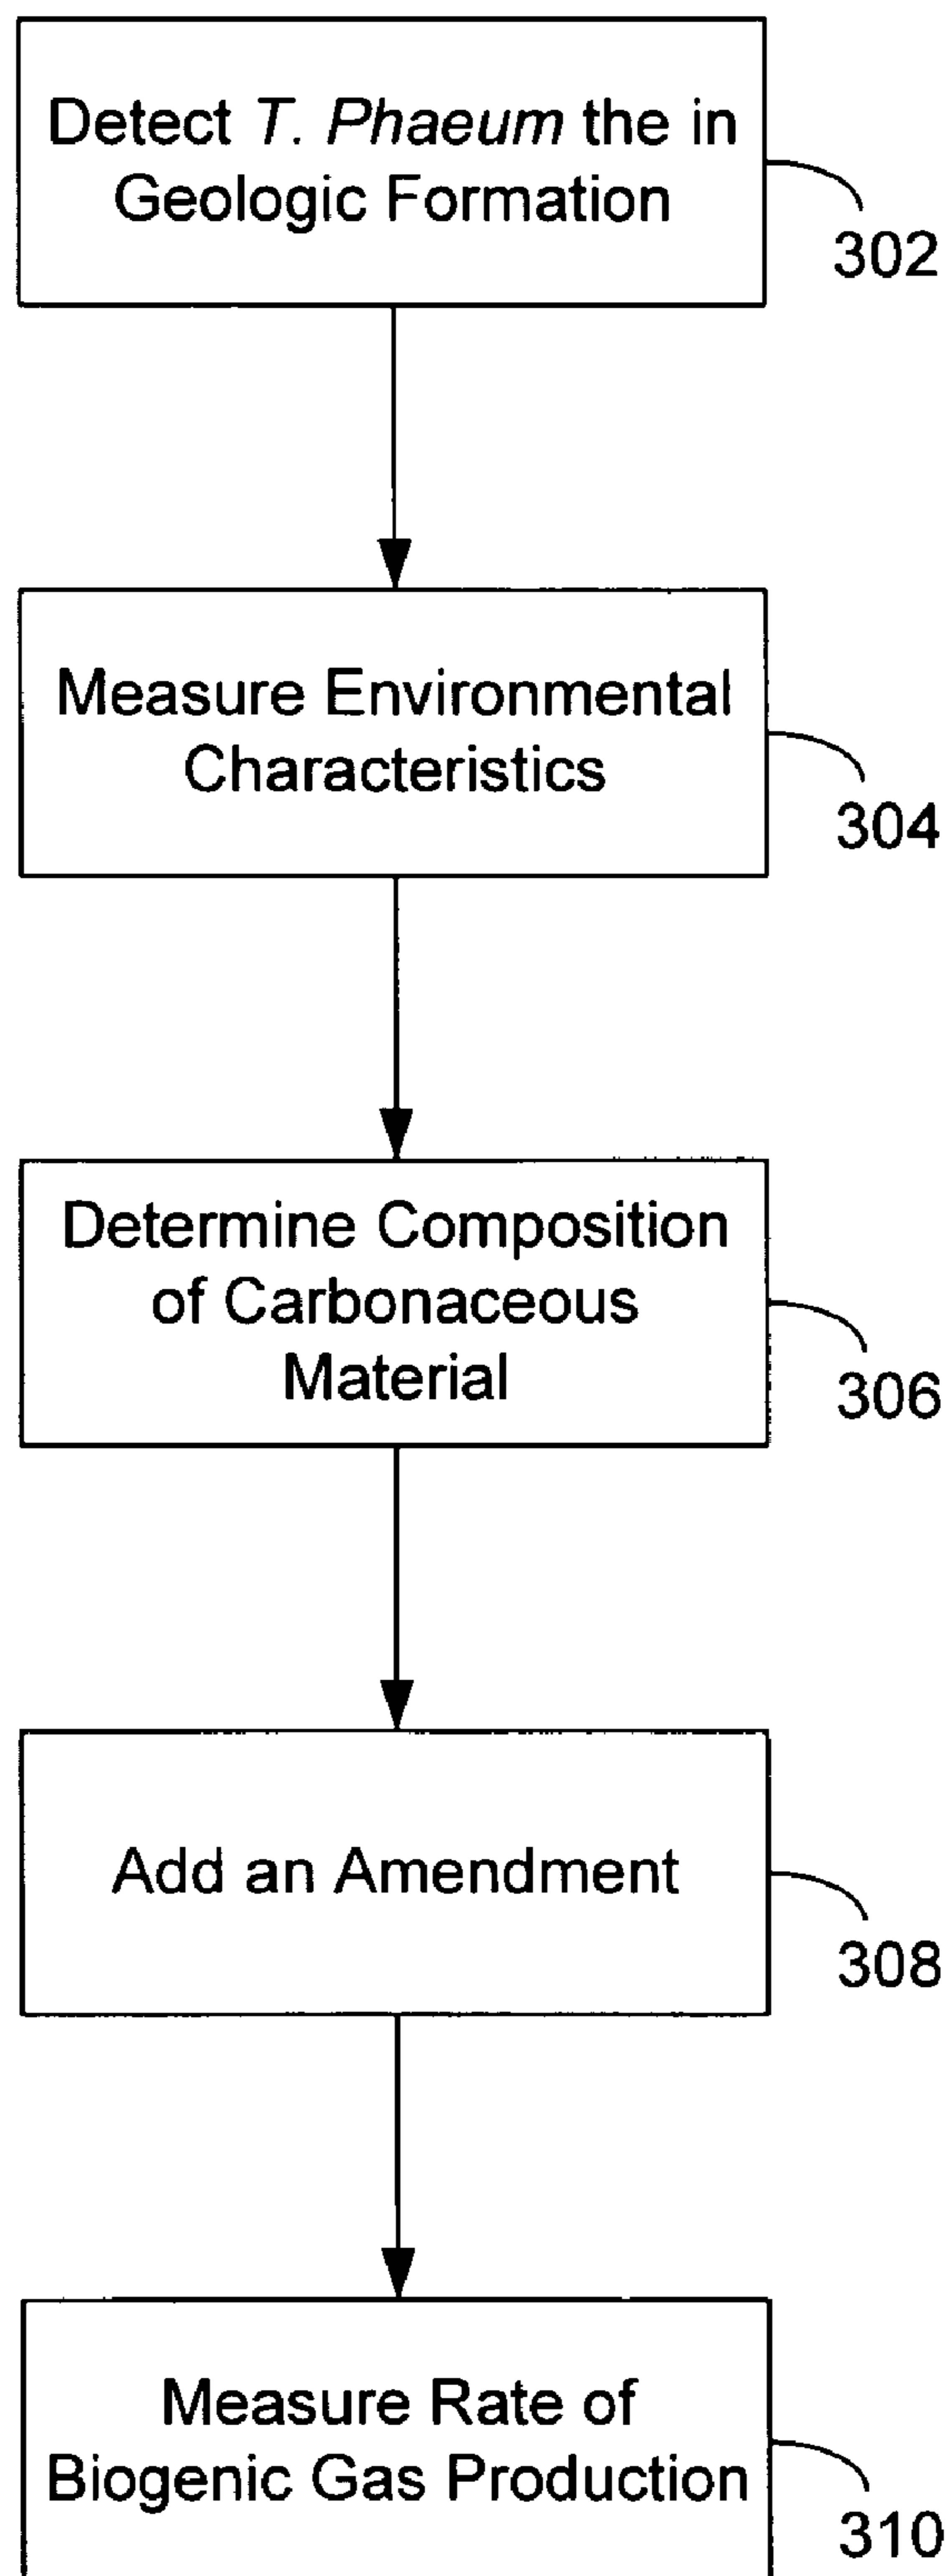 Detect T. Phaeum the in
Geologic Formation
302
Measure Environmental
Characteristics
304
Determine Composition
of Carbonaceous
Material
306
Add an Amendment
308
Measure Rate of
Biogenic Gas Production
310